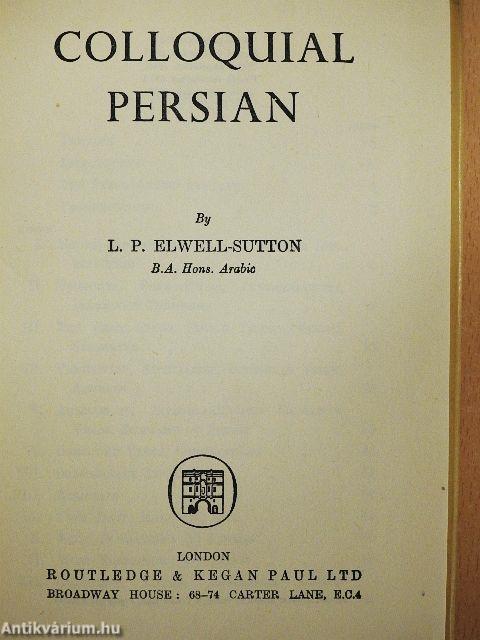 COLLOQUIAL
PERSIAN
By
L. P. ELWELL-SUTTON
B.A. Hons. Arabic
LONDON
ROUTLEDGE & KEGAN PAUL LTD
BROADWAY HOUSE : 68-74 CARTER LANE, E.C.4
Antikvárium.hu